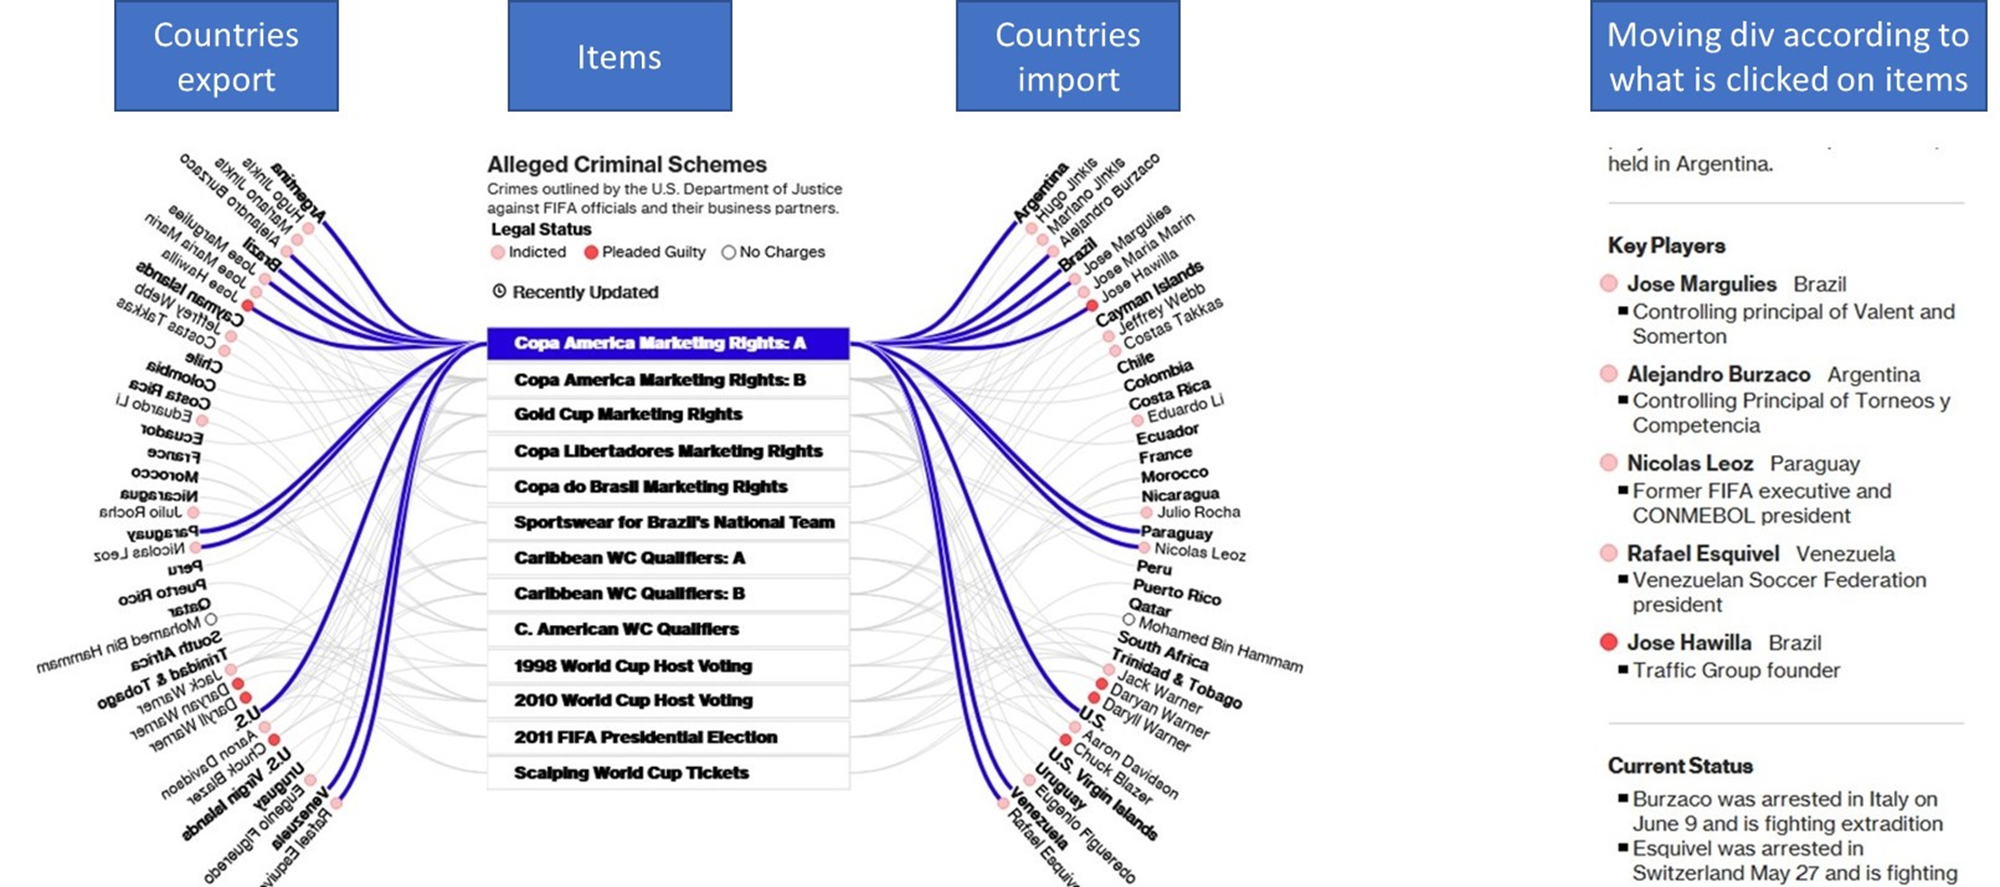 Countries
export
Items
Countries
import
Moving div according to
what is clicked on items
Alleged Criminal Schemes
Crimes outlined by the U.S. Department of Justice
against FIFA officials and their business partners.
Legal Status
Indicted
Pleaded Guilty
No Charges
Recently Updated
Copa America Marketing Rights: A
Copa America Marketing Rights: B
Gold Cup Marketing Rights
Copa Libertadores Marketing Rights
Copa do Brasil Marketing Rights
Sportswear for Brazil's National Team
Caribbean WC Qualifiers: A
Caribbean WC Qualifiers: B
C. American WC Qualifiers
1998 World Cup Host Voting
2010 World Cup Host Voting
2011 FIFA Presidential Election
Scalping World Cup Tickets
Argentina
Hugo Jinkis
Mariano Jinkis
Alejandro Burzaco
Brazil
Jose Margulies
Jose Maria Marin
Jose Hawilla
Cayman Islands
Jeffrey Webb
Costas Takkas
Chile
Colombia
Costa Rica
Eduardo Li
Ecuador
France
Morocco
Nicaragua
Julio Rocha
Paraguay
Nicolas Leoz
Peru
Puerto Rico
Qatar
Mohamed Bin Hammam
South Africa
Trinidad & Tobago
Jack Warner
Daryan Warner
Daryll Warner
U.S.
Aaron Davidson
Chuck Blazer
U.S. Virgin Islands
Uruguay
Eugenio Figueredo
Venezuela
Rafael Esquivel
Argentina
Hugo Jinkis
Mariano Jinkis
Alejandro Burzaco
Brazil
Jose Margulies
Jose Maria Marin
Jose Hawilla
Cayman Islands
Jeffrey Webb
Costas Takkas
Chile
Colombia
Costa Rica
Eduardo Li
Ecuador
France
Morocco
Nicaragua
Julio Rocha
Paraguay
Nicolas Leoz
Peru
Puerto Rico
Qatar
Mohamed Bin Hammam
South Africa
Trinidad & Tobago
Jack Warner
Daryan Warner
Daryll Warner
U.S.
Aaron Davidson
Chuck Blazer
U.S. Virgin Islands
Uruguay
Eugenio Figueredo
Venezuela
Rafael
held in Argentina.
Key Players
Jose Margulies Brazil
Controlling principal of Valent and
Somerton
Alejandro Burzaco Argentina
Controlling Principal of Torneos y
Competencia
Nicolas Leoz Paraguay
Former FIFA executive and
CONMEBOL president
Rafael Esquivel Venezuela
Venezuelan Soccer Federation
president
Jose Hawilla Brazil
Traffic Group founder
Current Status
Burzaco was arrested in Italy on
June 9 and is fighting extradition
Esquivel was arrested in
Switzerland May 27 and is fighting